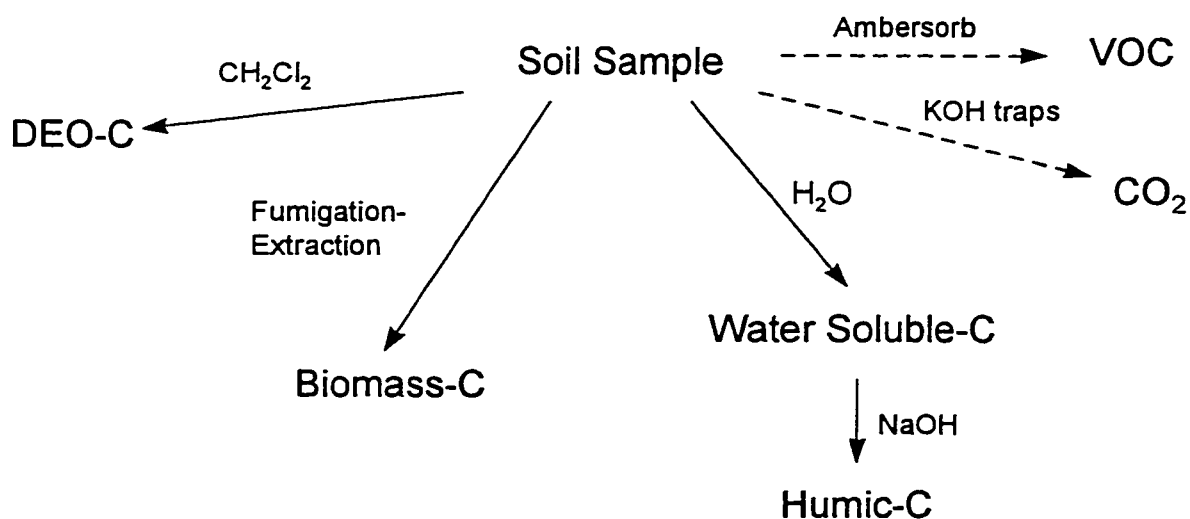 Ambersorb
Soil Sample
VOC
CH₂Cl₂
KOH traps
DEO-C
H₂O
CO₂
Fumigation-
Extraction
Water Soluble-C
Biomass-C
NaOH
Humic-C